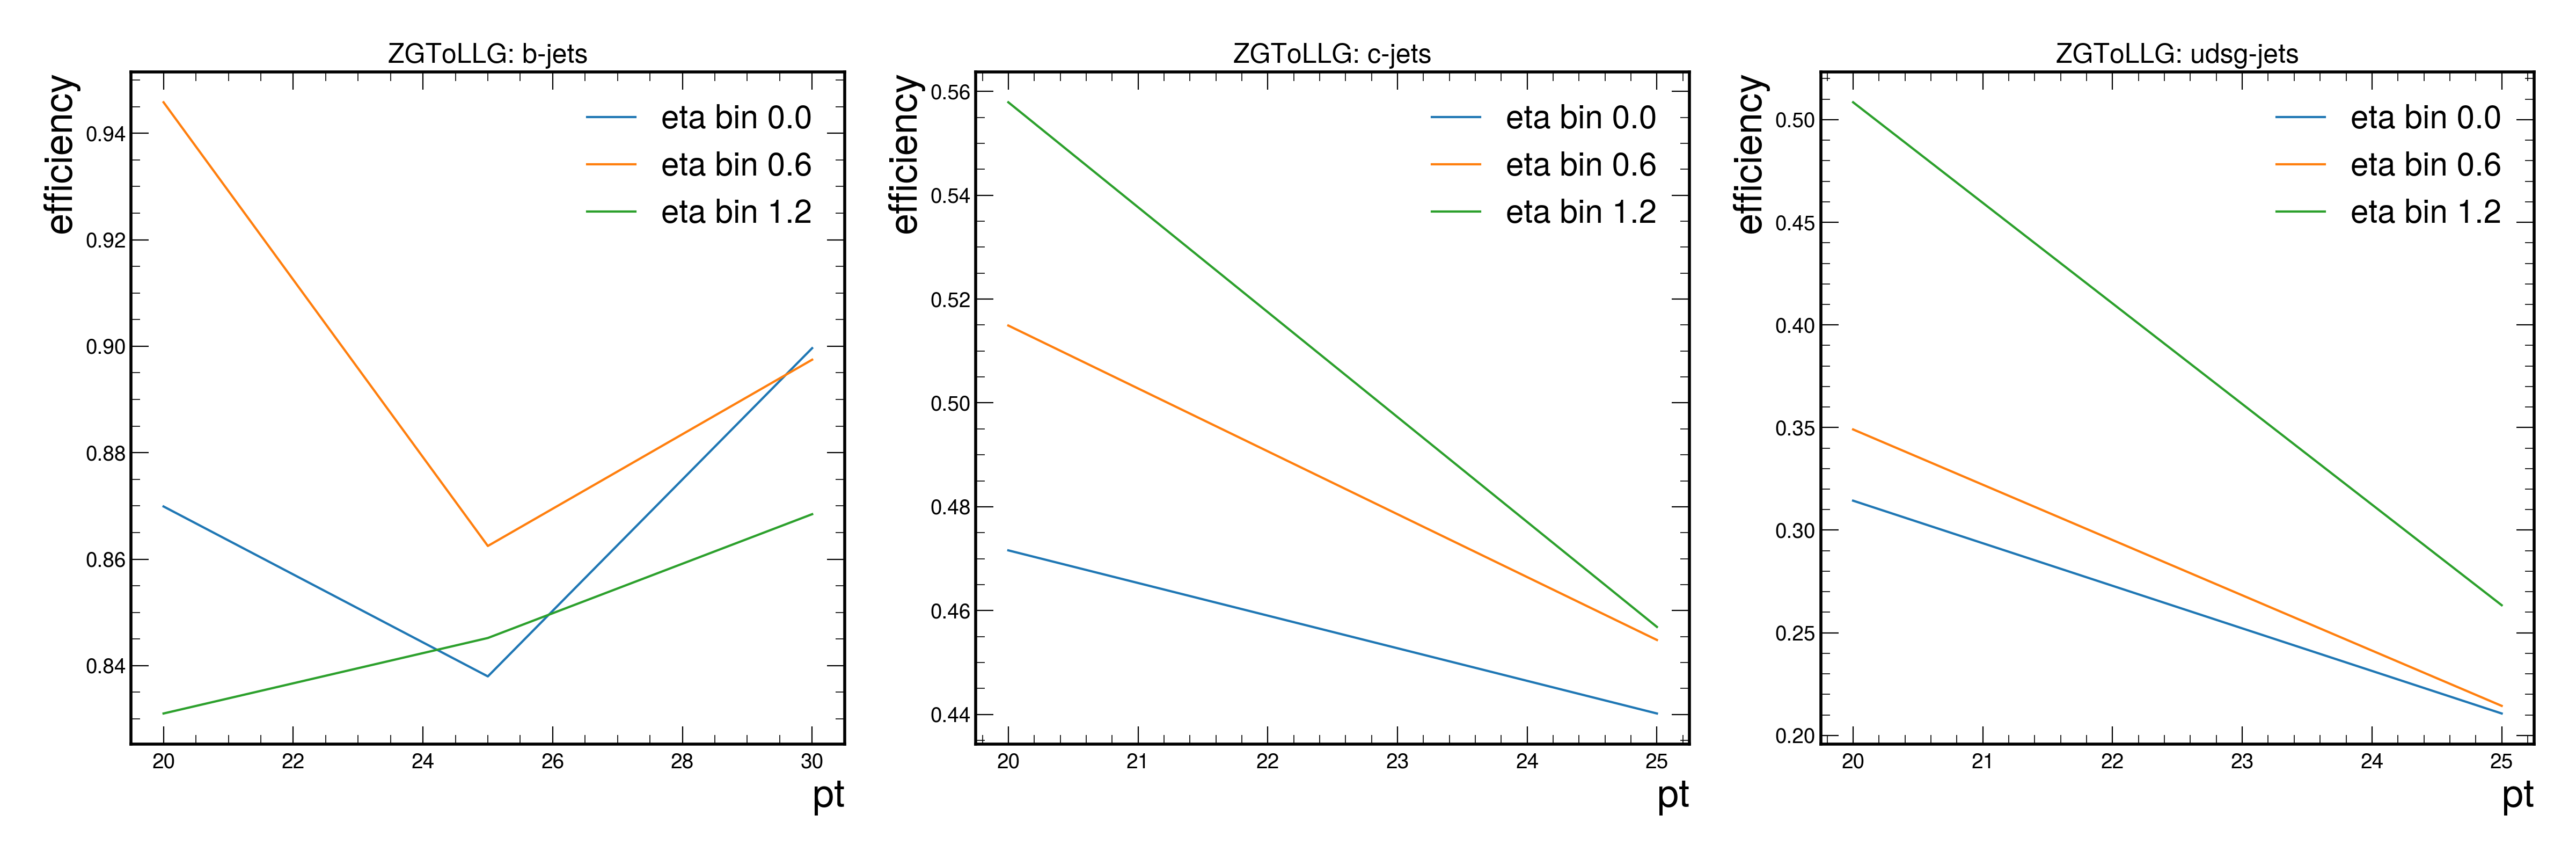 ZGToLLG: b-jets
efficiency
0.94
0.92
0.90
0.88
0.86
0.84
eta bin 0.0
eta bin 0.6
eta bin 1.2
20 22 24 26 28 30
pt
ZGToLLG: c-jets
efficiency
0.56
0.54
0.52
0.50
0.48
0.46
0.44
eta bin 0.0
eta bin 0.6
eta bin 1.2
20 21 22 23 24 25
pt
ZGToLLG: udsg-jets
efficiency
0.50
0.45
0.40
0.35
0.30
0.25
0.20
eta bin 0.0
eta bin 0.6
eta bin 1.2
20 21 22 23 24 25
pt